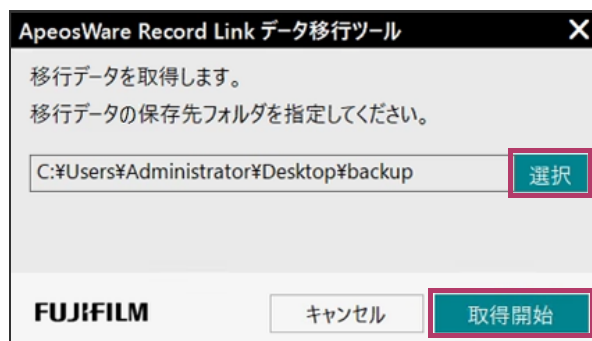 ApeosWare Record Link データ移行ツール
移行データを取得します。
移行データの保存先フォルダを指定してください。
C:¥Users¥Administrator¥Desktop¥backup 選択
FUJIFILM キャンセル 取得開始